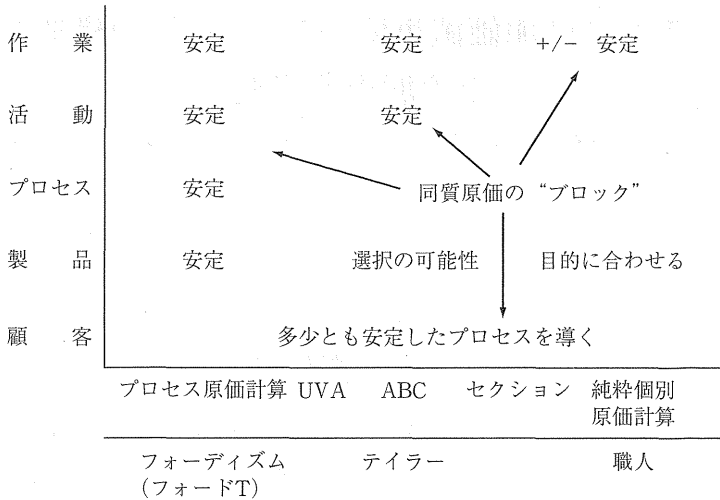 作業 安定 安定 +/- 安定
活動 安定 安定
プロセス 安定 同質原価の“ブロック”
製品 安定 選択の可能性 目的に合わせる
顧客 多少とも安定したプロセスを導く
プロセス原価計算 UVA ABC セクション 純粋個別
原価計算
フォーディズム テイラー 職人
(フォードT)